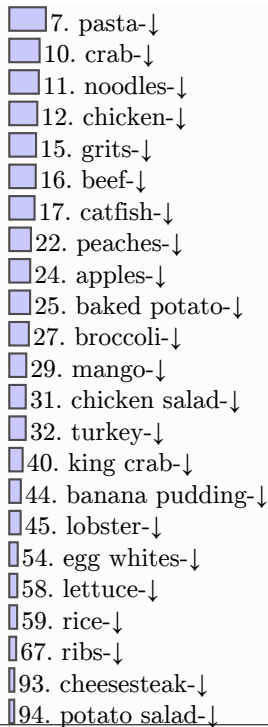 7. pasta-↓
10. crab-↓
11. noodles-↓
12. chicken-↓
15. grits-↓
16. beef-↓
17. catfish-↓
22. peaches-↓
24. apples-↓
25. baked potato-↓
27. broccoli-↓
29. mango-↓
31. chicken salad-↓
32. turkey-↓
40. king crab-↓
44. banana pudding-↓
45. lobster-↓
54. egg whites-↓
58. lettuce-↓
59. rice-↓
67. ribs-↓
93. cheesesteak-↓
94. potato salad-↓